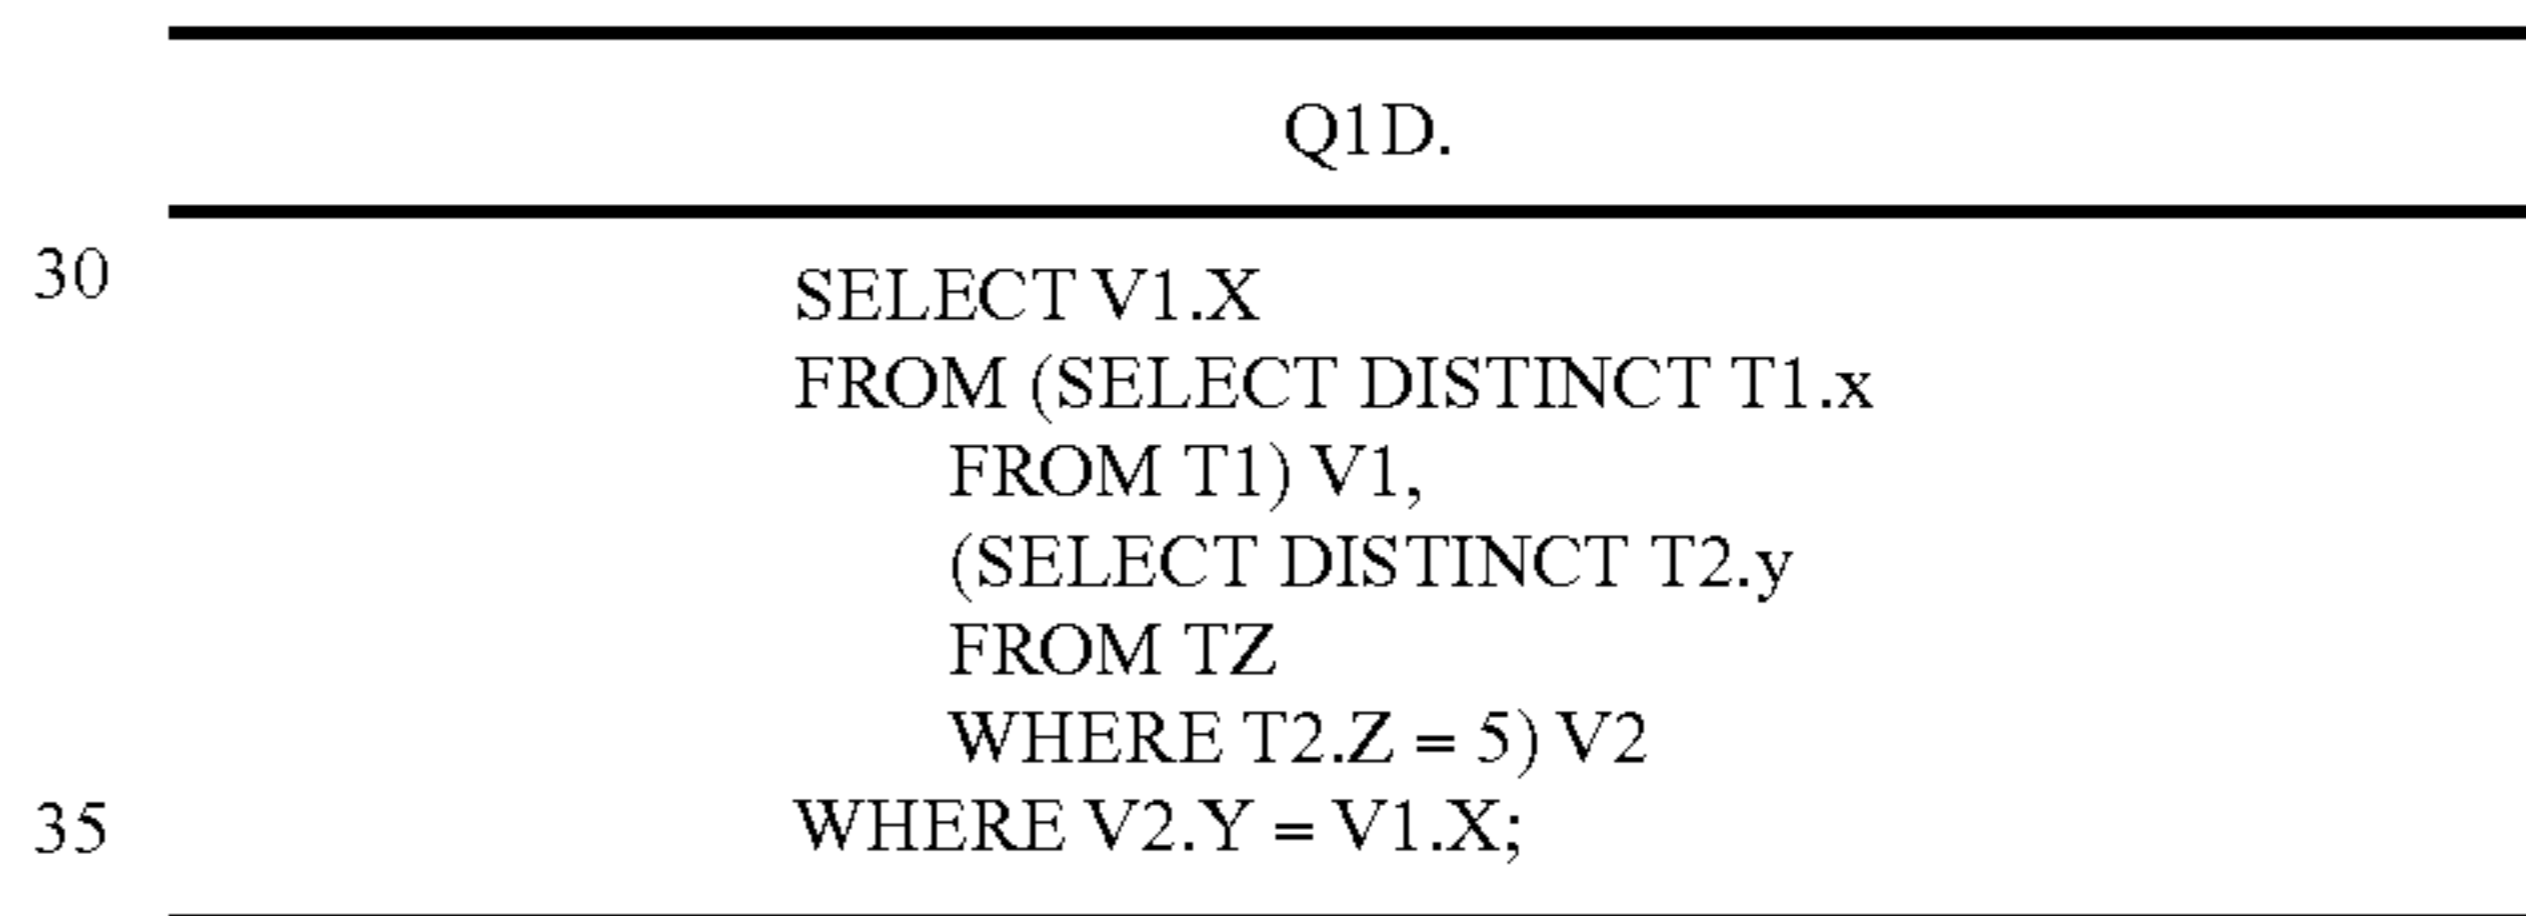 Q1D.
30
SELECT V1.X
FROM (SELECT DISTINCT T1.x
FROM T1) V1,
(SELECT DISTINCT T2.y
FROM TZ
WHERE T2.Z = 5) V2
35
WHERE V2.Y = V1.X;